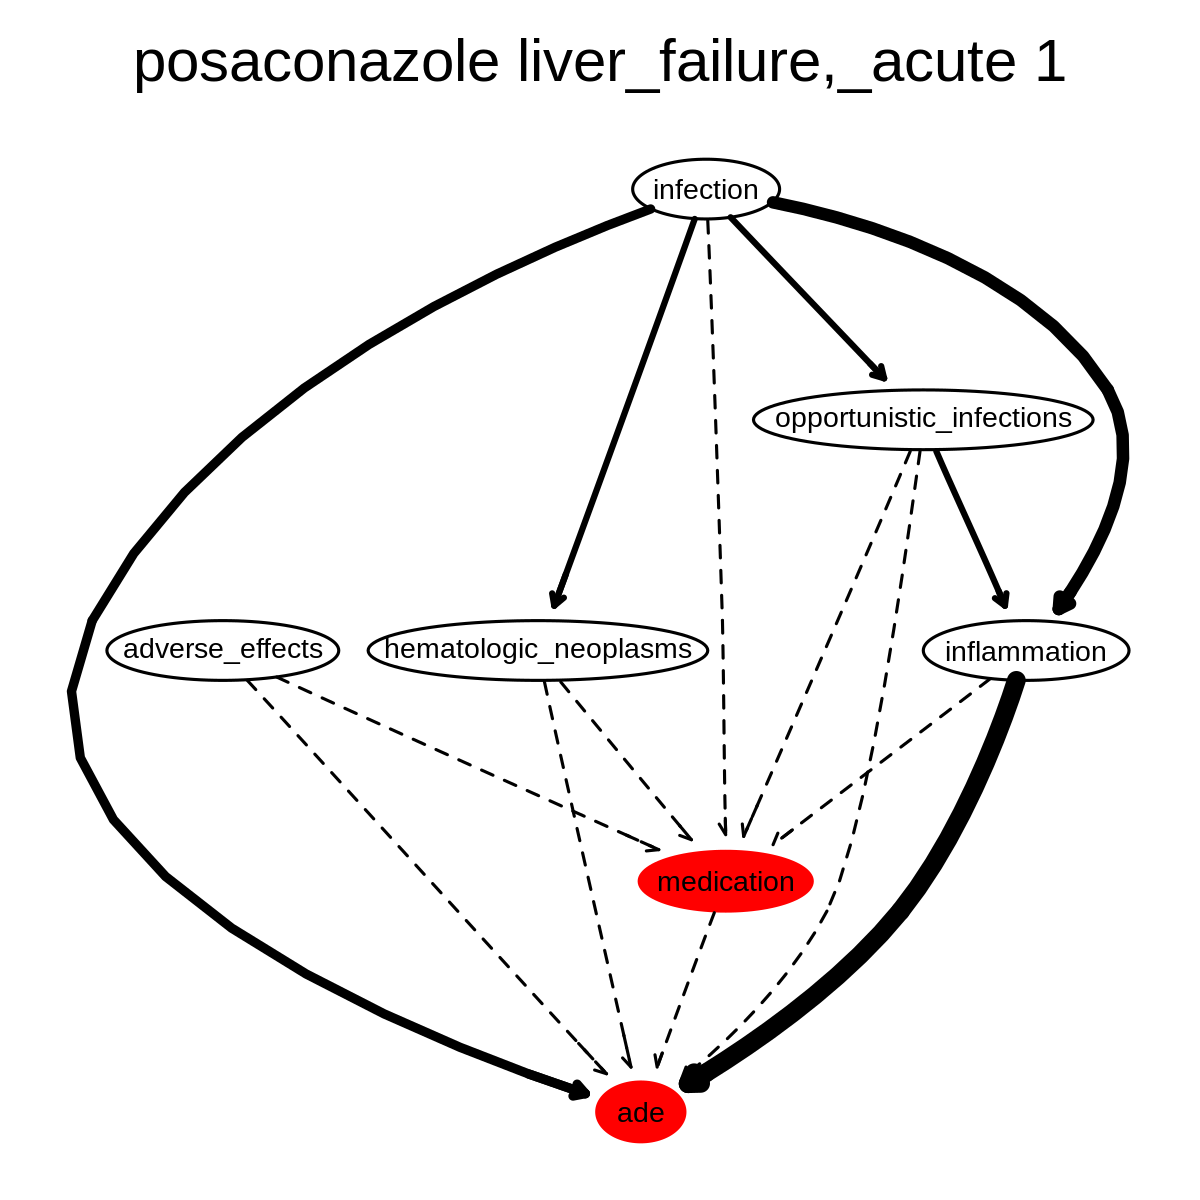 posaconazole liver_failure,_acute 1
infection
opportunistic_infections
adverse_effects
hematologic_neoplasms
inflammation
medication
ade